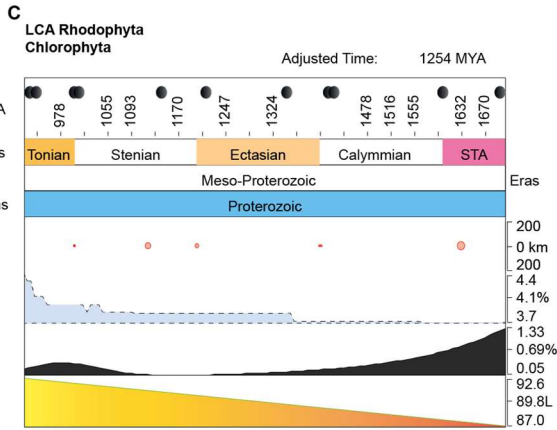 C
LCA Rhodophyta
Chlorophyta
Adjusted Time: 1254 MYA
A
978 1055 1093 1170 1247 1324 1478 1516 1555 1632 1670
s
Tonian Stenian Ectasian Calymmian STA
Meso-Proterozoic Eras
ns Proterozoic
200
0 km
200
4.4
4.1%
3.7
1.33
0.69%
0.05
92.6
89.8L
87.0